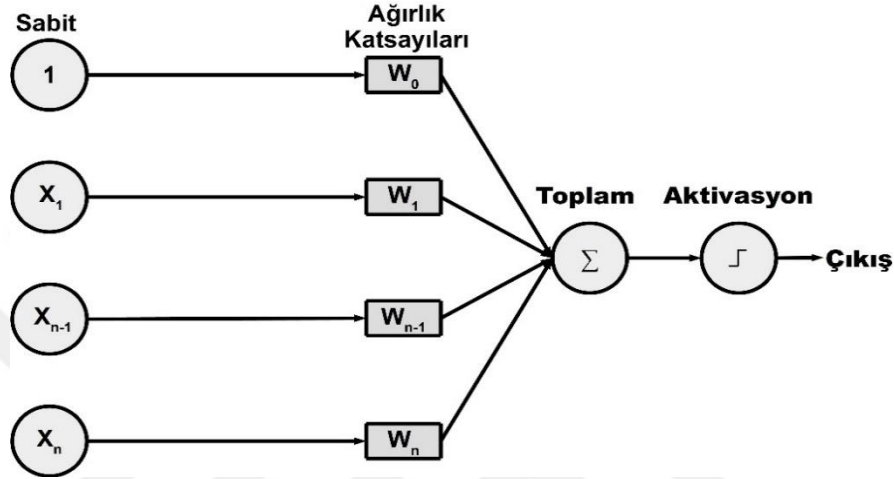 Sabit
Ağırlık
Katsayıları
1
W₀
X₁
W₁
Toplam
Aktivasyon
Σ
Çıkış
Xₙ₋₁
Wₙ₋₁
Xₙ
Wₙ